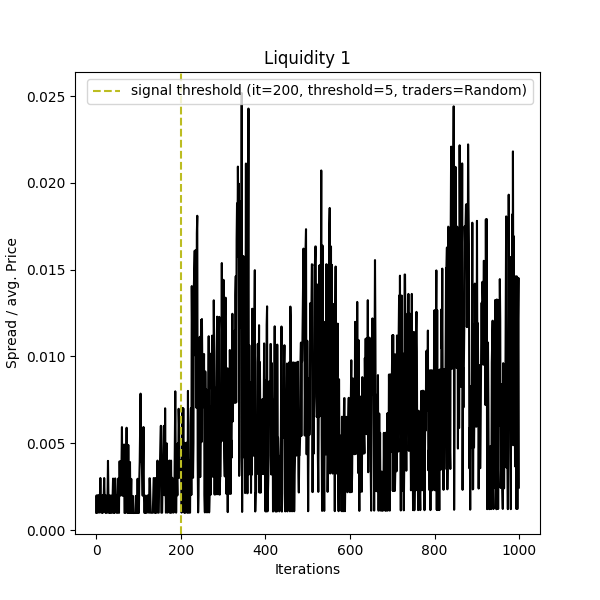 Liquidity 1
signal threshold (it=200, threshold=5, traders=Random)
0.025
0.020
0.015
0.010
0.005
0.000
Spread / avg. Price
0 200 400 600 800 1000
Iterations